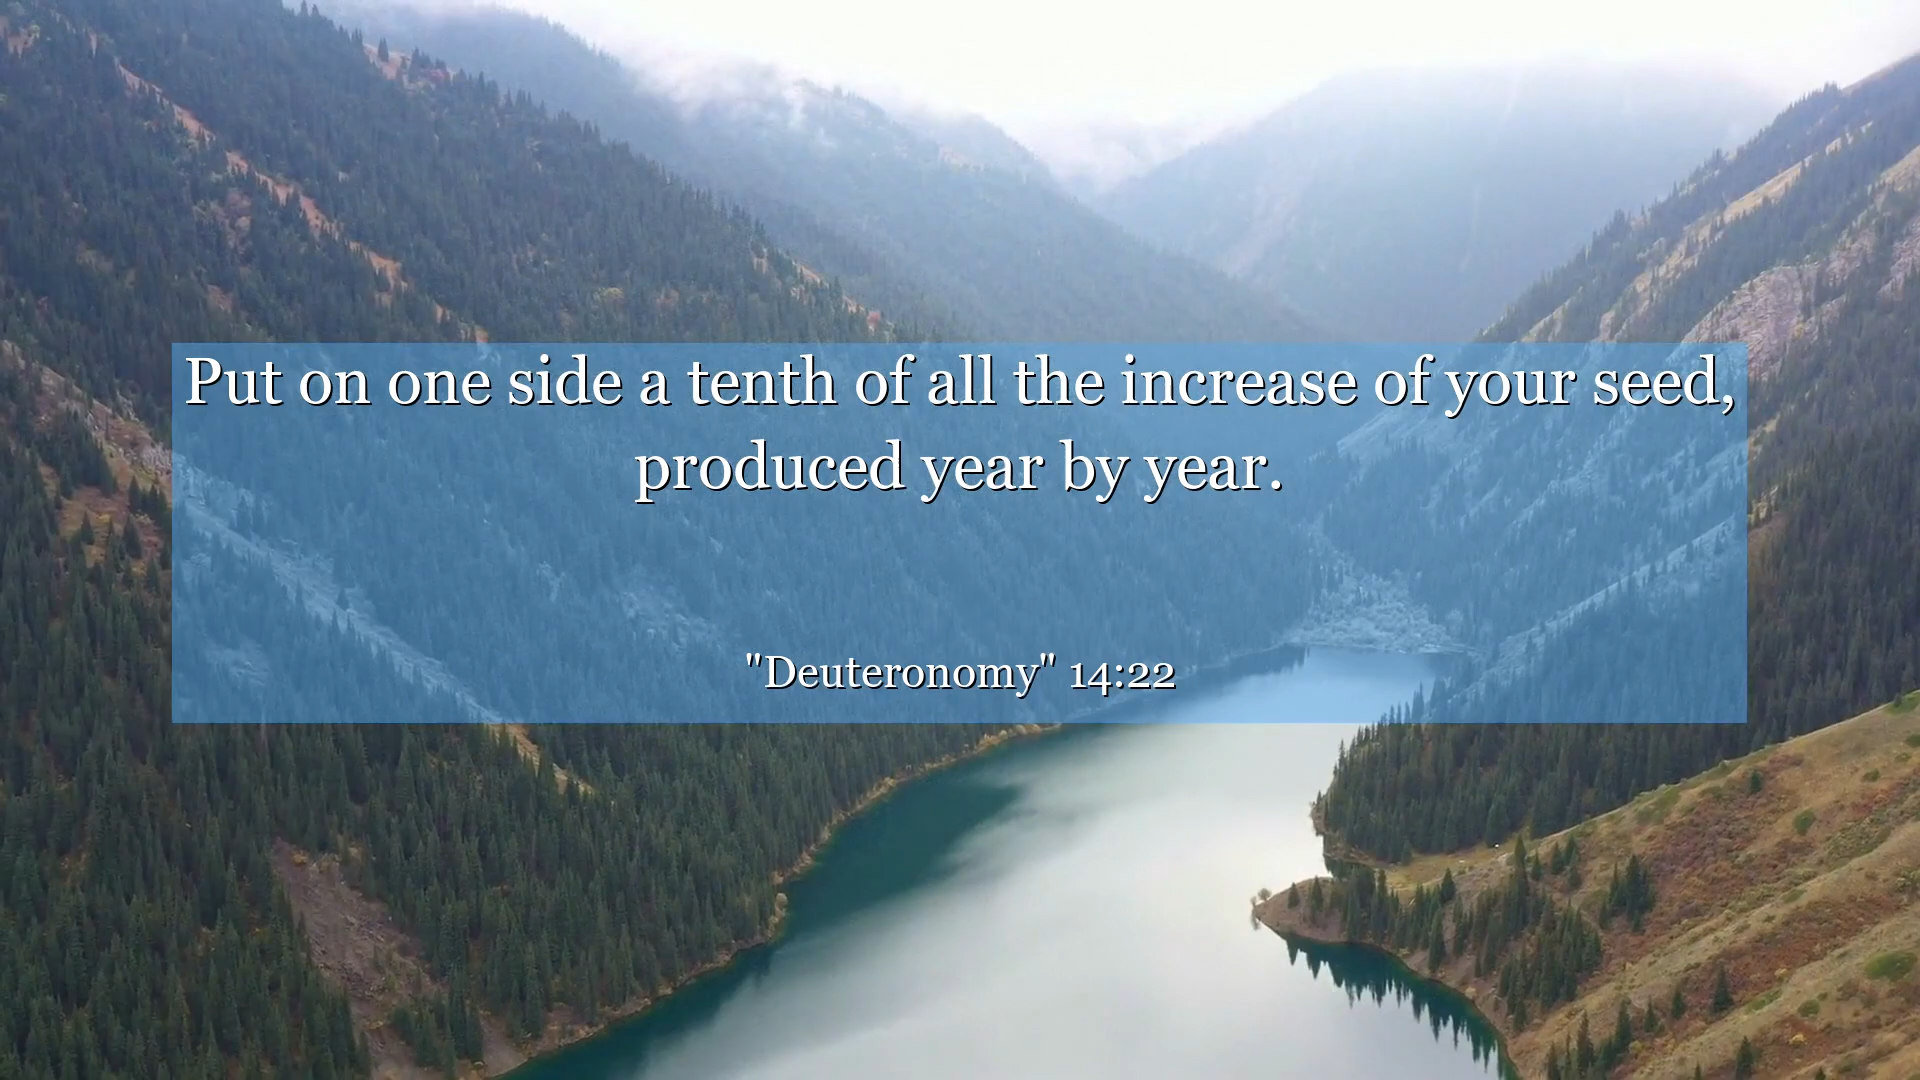 Put on one side a tenth of all the increase of your seed,
produced year by year.
"Deuteronomy" 14:22